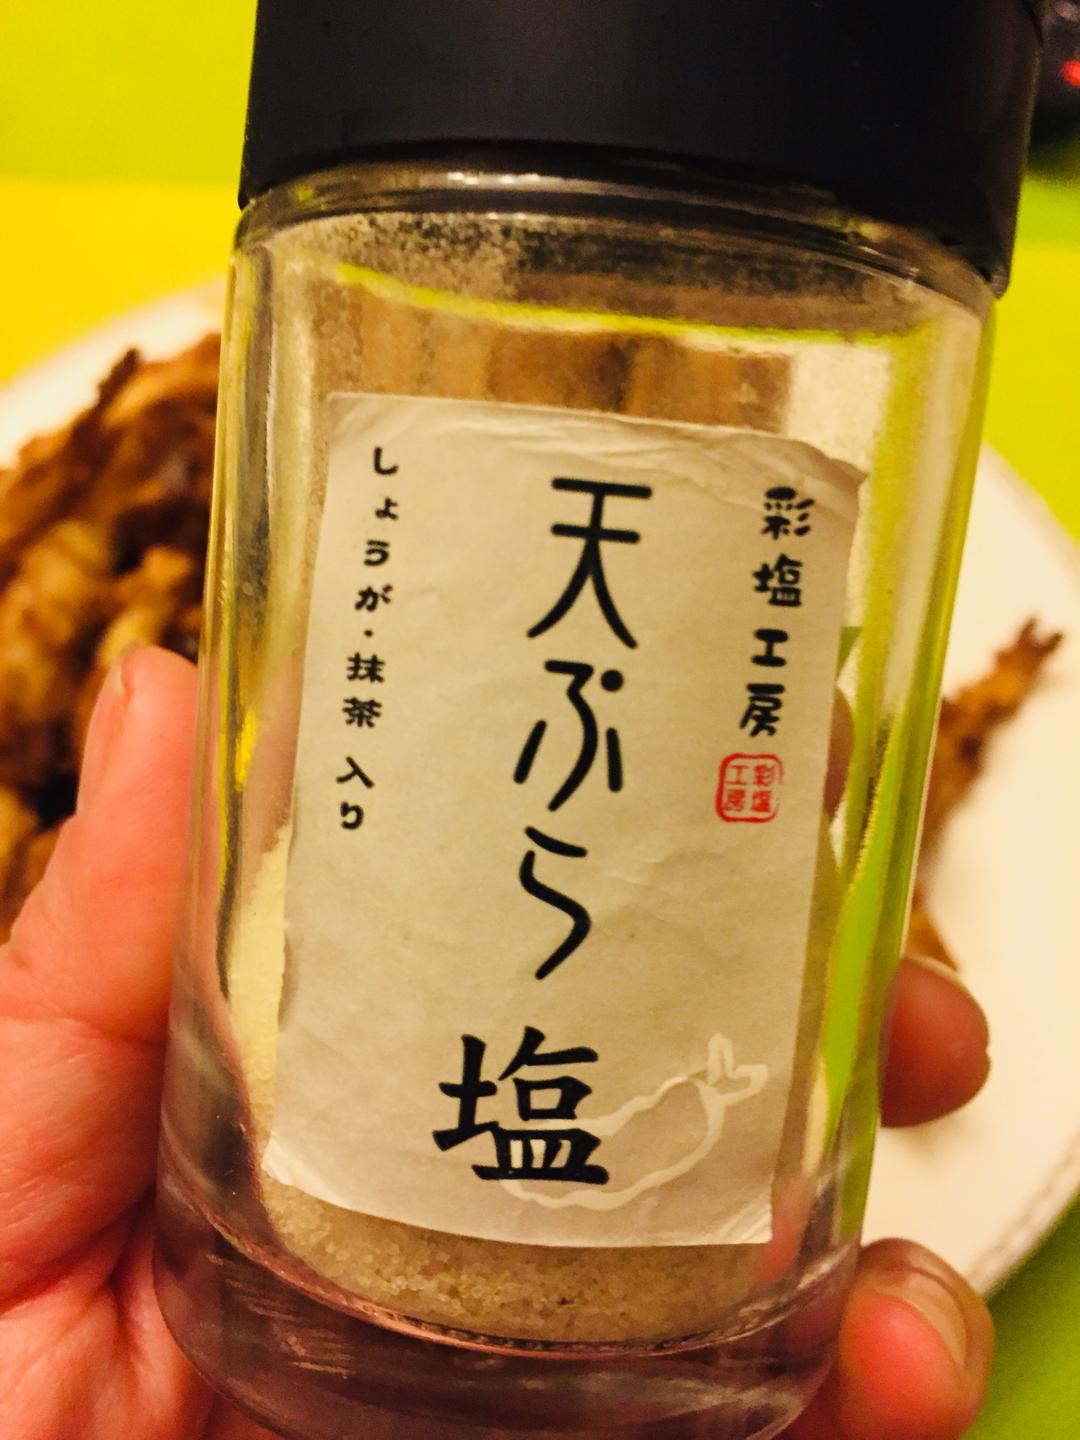 彩塩工房
彩塩
工房
天ぷら塩
しょうが・抹茶入り